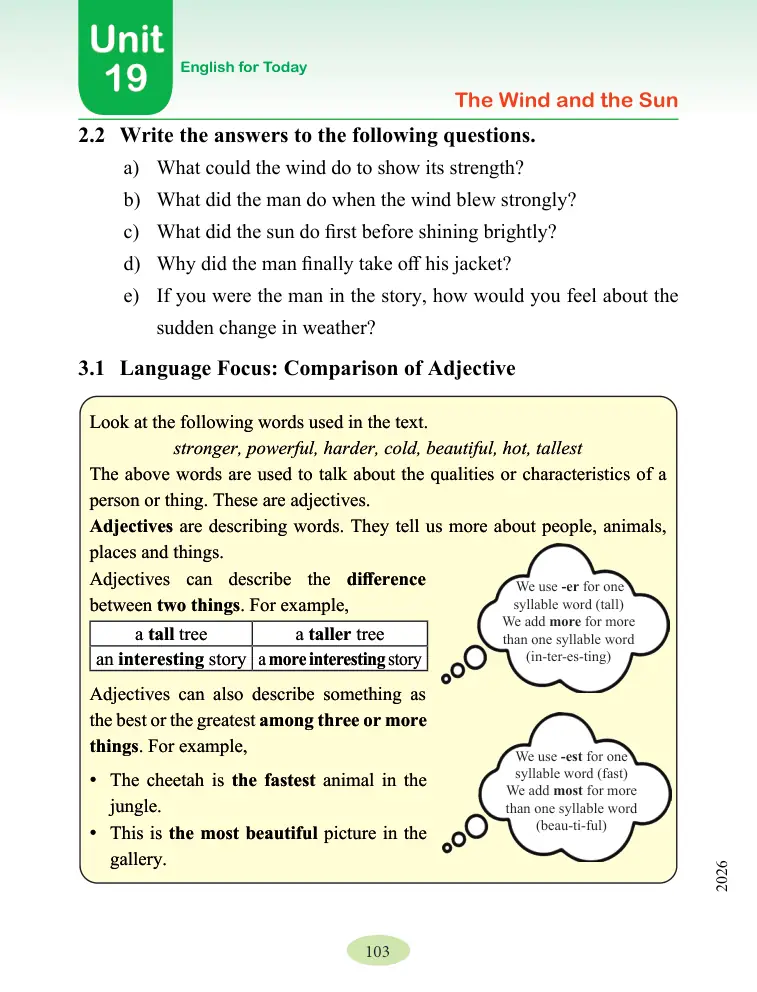 Unit
19
English for Today
The Wind and the Sun
2.2 Write the answers to the following questions.
a) What could the wind do to show its strength?
b) What did the man do when the wind blew strongly?
c) What did the sun do first before shining brightly?
d) Why did the man finally take off his jacket?
e) If you were the man in the story, how would you feel about the
sudden change in weather?
3.1 Language Focus: Comparison of Adjective
Look at the following words used in the text.
stronger, powerful, harder, cold, beautiful, hot, tallest
The above words are used to talk about the qualities or characteristics of a
person or thing. These are adjectives.
Adjectives are describing words. They tell us more about people, animals,
places and things.
Adjectives can describe the difference
between two things. For example,
a tall tree a taller tree
an interesting story a more interesting story
We use -er for one
syllable word (tall)
We add more for more
than one syllable word
(in-ter-es-ting)
Adjectives can also describe something as
the best or the greatest among three or more
things. For example,
• The cheetah is the fastest animal in the
jungle.
• This is the most beautiful picture in the
gallery.
We use -est for one
syllable word (fast)
We add most for more
than one syllable word
(beau-ti-ful)
2026
103